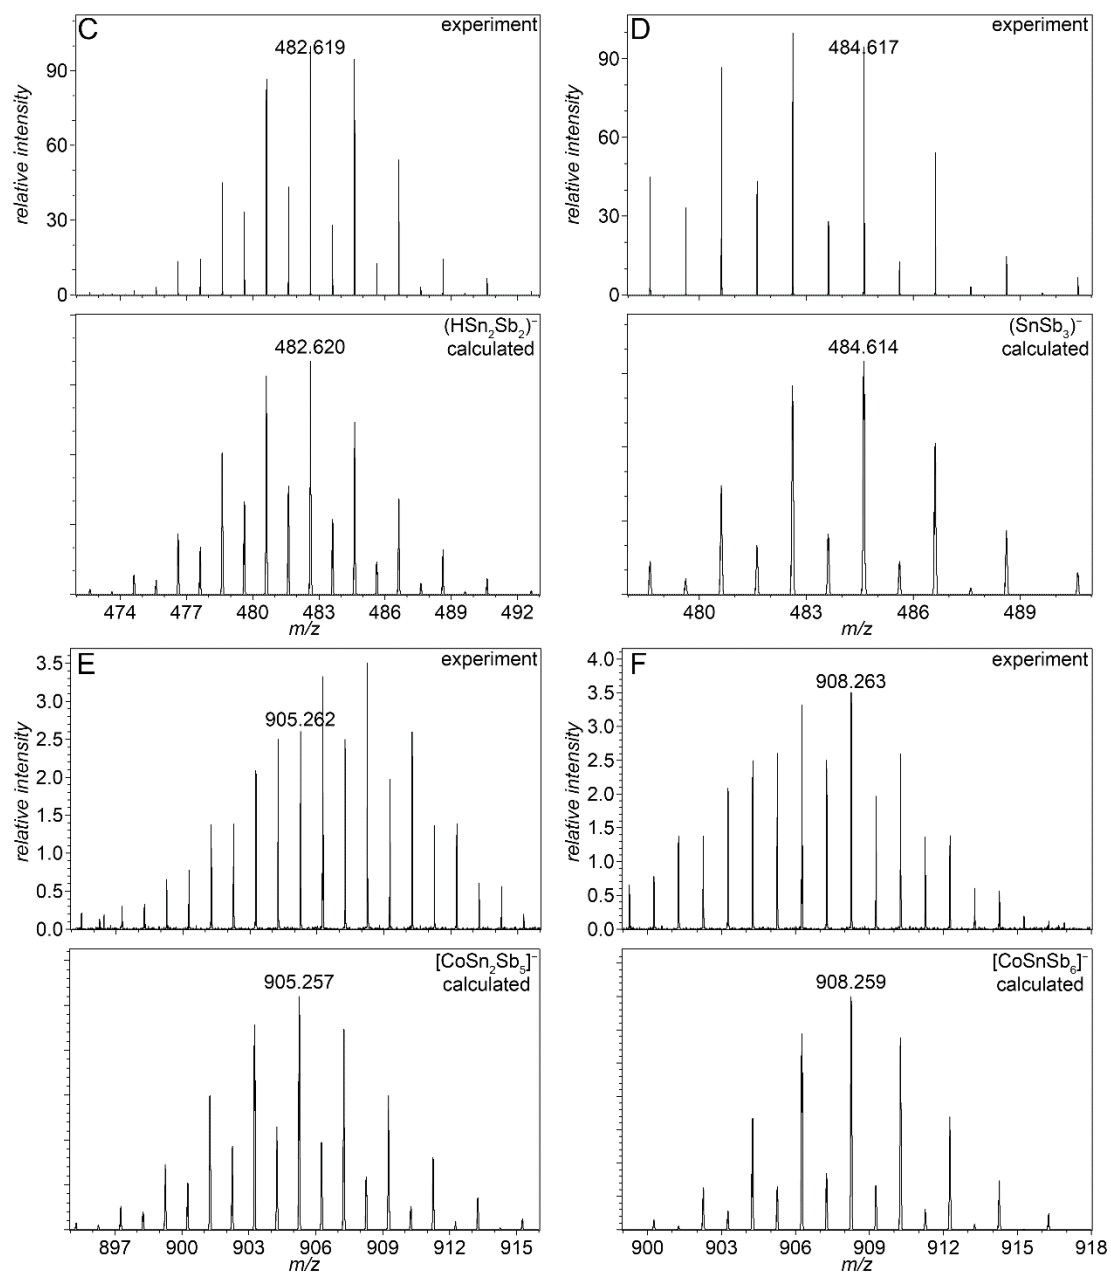 C
experiment
482.619
90
60
30
0
relative intensity
(HSn₂Sb₂)⁻
calculated
482.620
474 477 480 483 486 489 492
m/z
D
experiment
484.617
90
60
30
0
relative intensity
(SnSb₃)⁻
calculated
484.614
480 483 486 489
m/z
E
experiment
905.262
3.5
3.0
2.5
2.0
1.5
1.0
0.5
0.0
relative intensity
[CoSn₂Sb₅]⁻
calculated
905.257
897 900 903 906 909 912 915
m/z
F
experiment
908.263
4.0
3.5
3.0
2.5
2.0
1.5
1.0
0.5
0.0
relative intensity
[CoSnSb₆]⁻
calculated
908.259
900 903 906 909 912 915 918
m/z